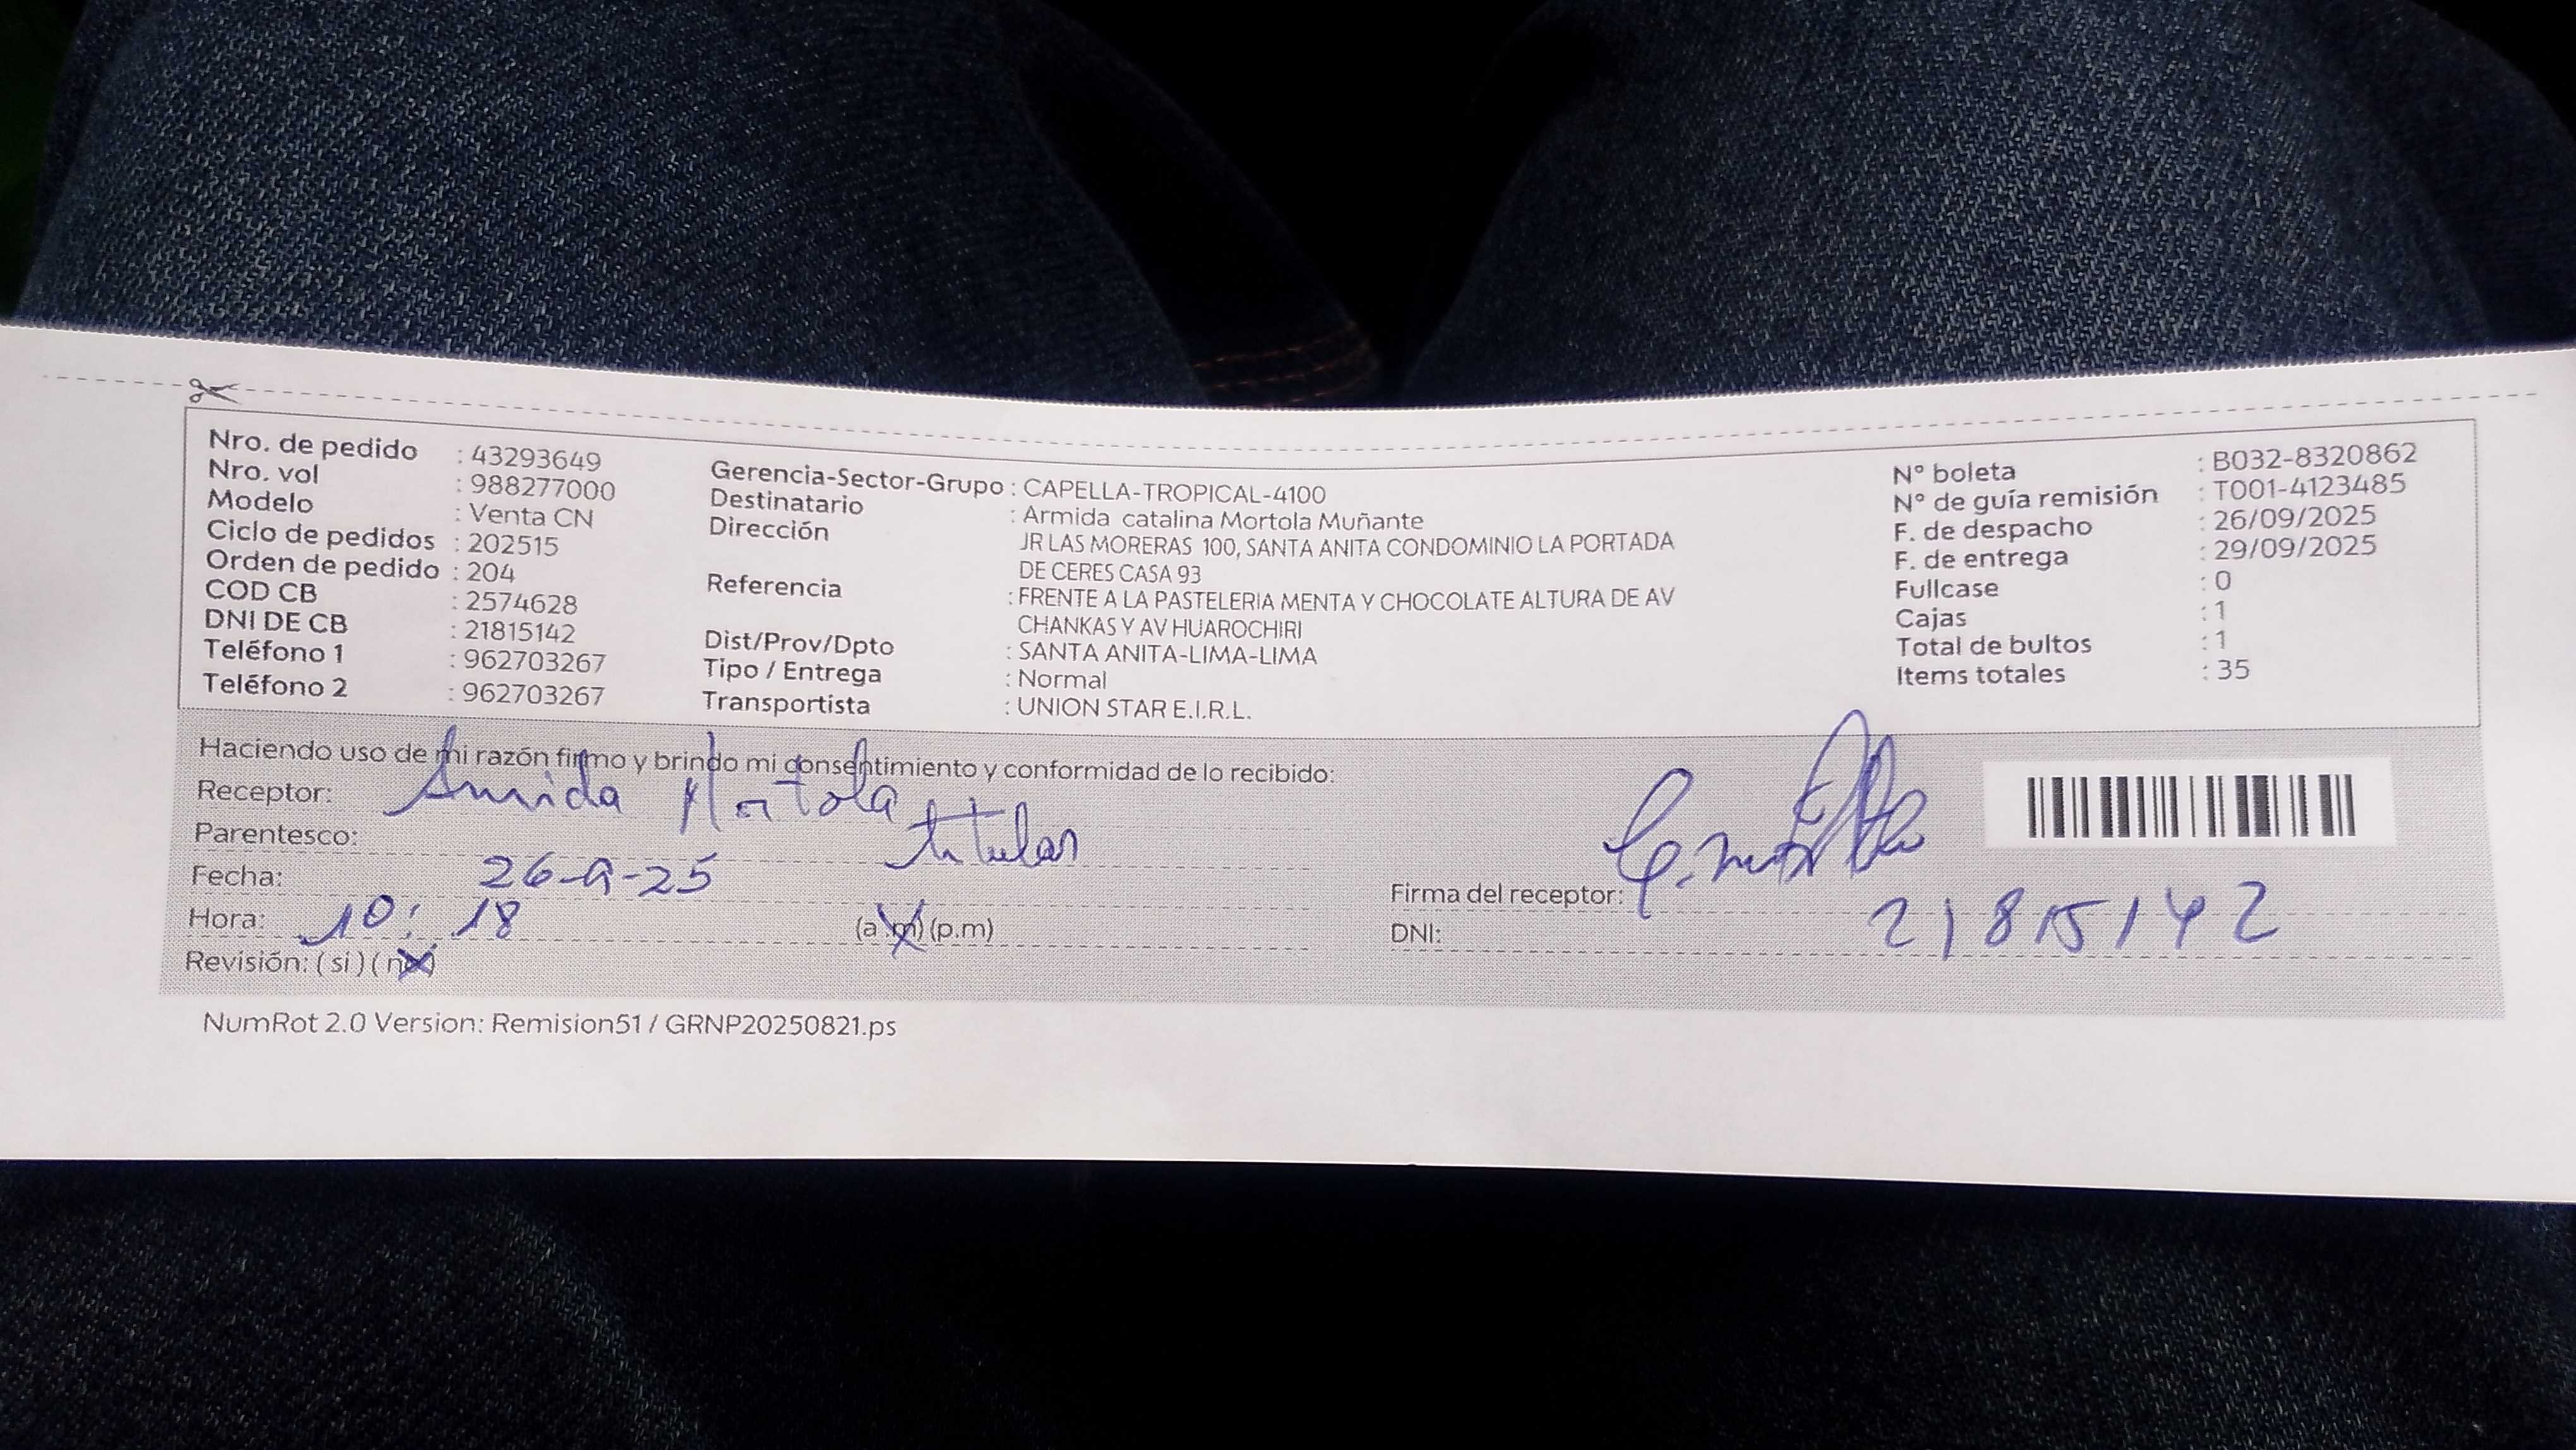 Nro. de pedido : 43293649
Nro. vol : 988277000
Modelo : Venta CN
Ciclo de pedidos : 202515
Orden de pedido : 204
COD CB : 2574628
DNI DE CB : 21815142
Teléfono 1 : 962703267
Teléfono 2 : 962703267
Gerencia-Sector-Grupo : CAPELLA-TROPICAL-4100
Destinatario : Armida catalina Mortola Muñante
Dirección JR LAS MORERAS 100, SANTA ANITA CONDOMINIO LA PORTADA
DE CERES CASA 93
Referencia : FRENTE A LA PASTELERIA MENTA Y CHOCOLATE ALTURA DE AV
CHANKAS Y AV HUAROCHIRI
Dist/Prov/Dpto : SANTA ANITA-LIMA-LIMA
Tipo / Entrega : Normal
Transportista : UNION STAR E.I.R.L.
N° boleta : B032-8320862
N° de guía remisión : T001-4123485
F. de despacho : 26/09/2025
F. de entrega : 29/09/2025
Fullcase : 0
Cajas : 1
Total de bultos : 1
Items totales : 35
Haciendo uso de mi razón firmo y brindo mi consentimiento y conformidad de lo recibido:
Receptor: Armida Mortola
Parentesco: titular
Fecha: 26-9-25
Hora: 10: 18 (a.m) (p.m)
Revisión: ( si ) ( no )
Firma del receptor:
DNI: 21815142
NumRot 2.0 Version: Remision51 / GRNP20250821.ps